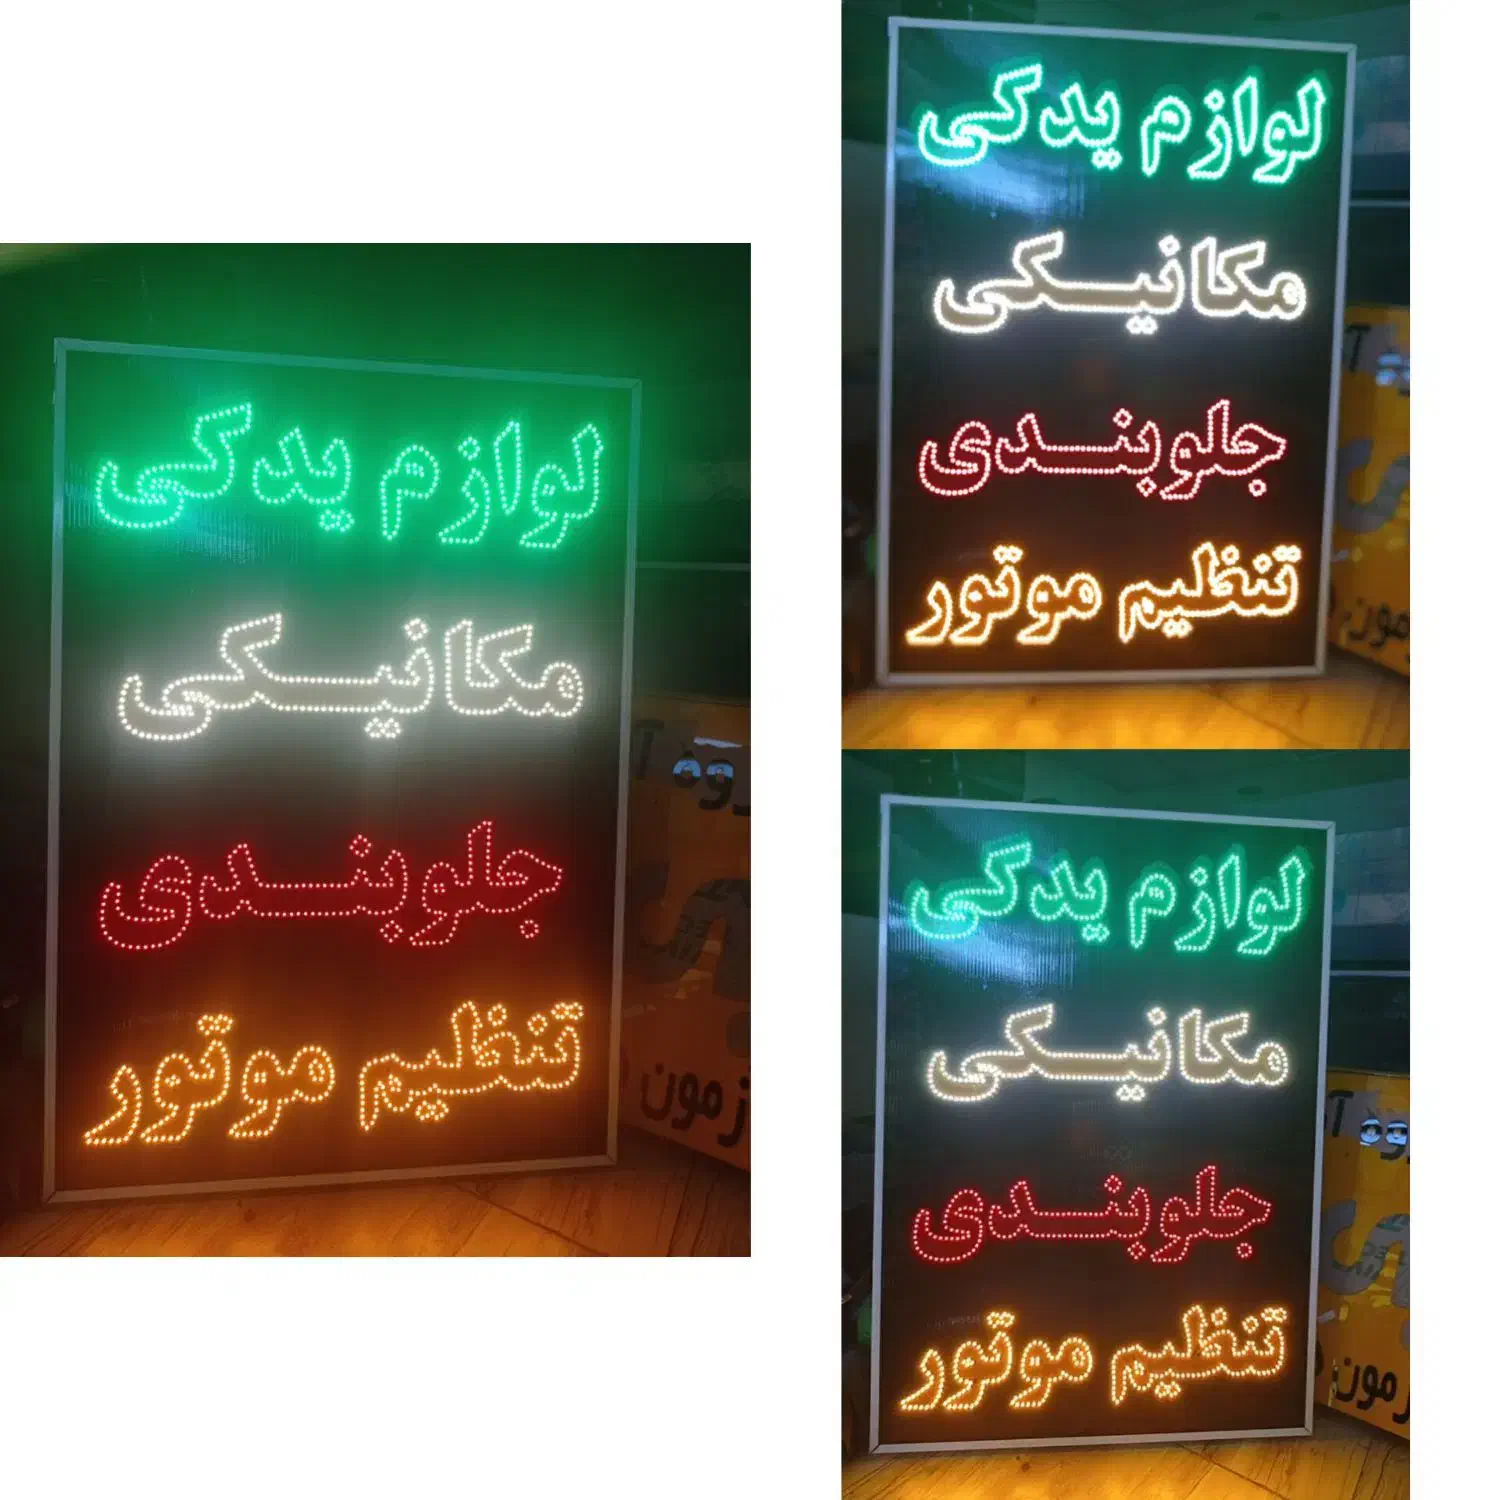 لوازم یدکی
مکانیکی
جلوبندی
تنظیم موتور
لوازم یدکی
مکانیکی
جلوبندی
تنظیم موتور
لوازم یدکی
مکانیکی
جلوبندی
تنظیم موتور